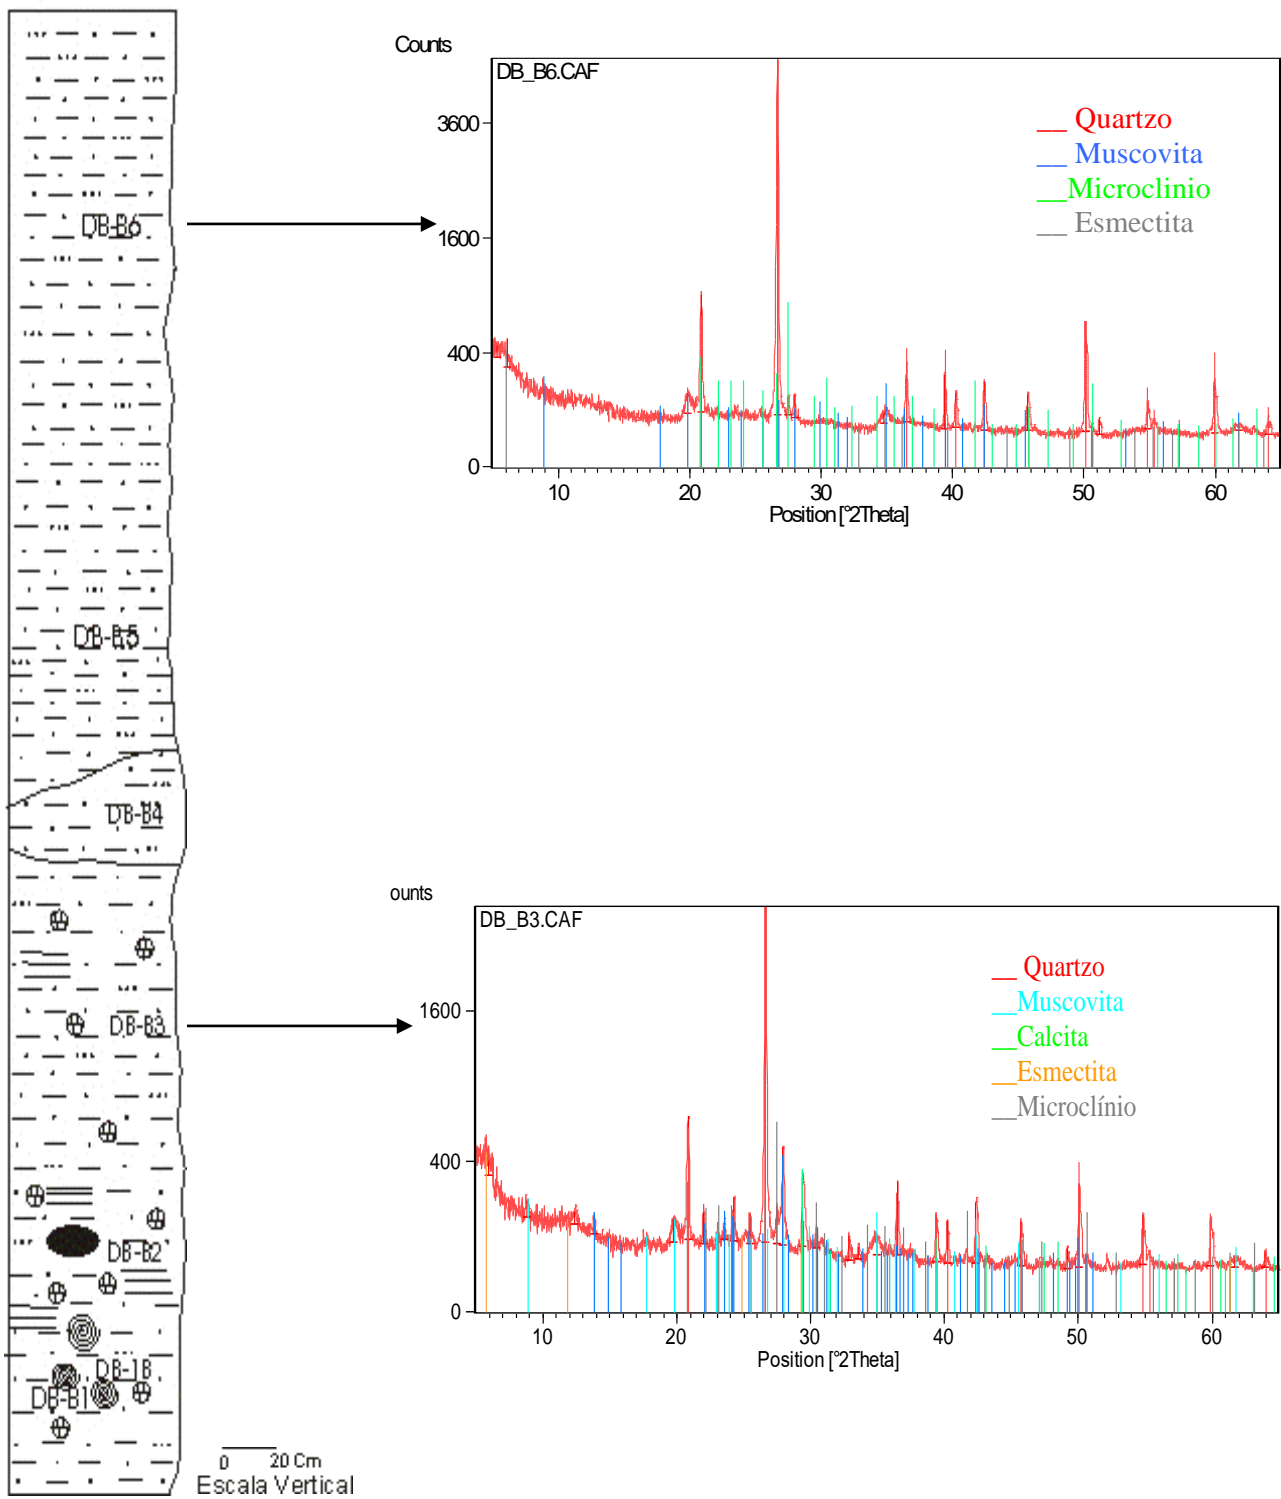 Counts
DB_B6.CAF
__ Quartzo
__ Muscovita
__Microclinio
__ Esmectita
3600
1600
400
0
10 20 30 40 50 60
Position [°2Theta]
DB-B6
DB-B5
DB-B4
DB-B3
DB-B2
DB-1B
DB-B1
0 20 Cm
Escala Vertical
ounts
DB_B3.CAF
__ Quartzo
__Muscovita
__Calcita
__Esmectita
__Microclínio
1600
400
0
10 20 30 40 50 60
Position [°2Theta]